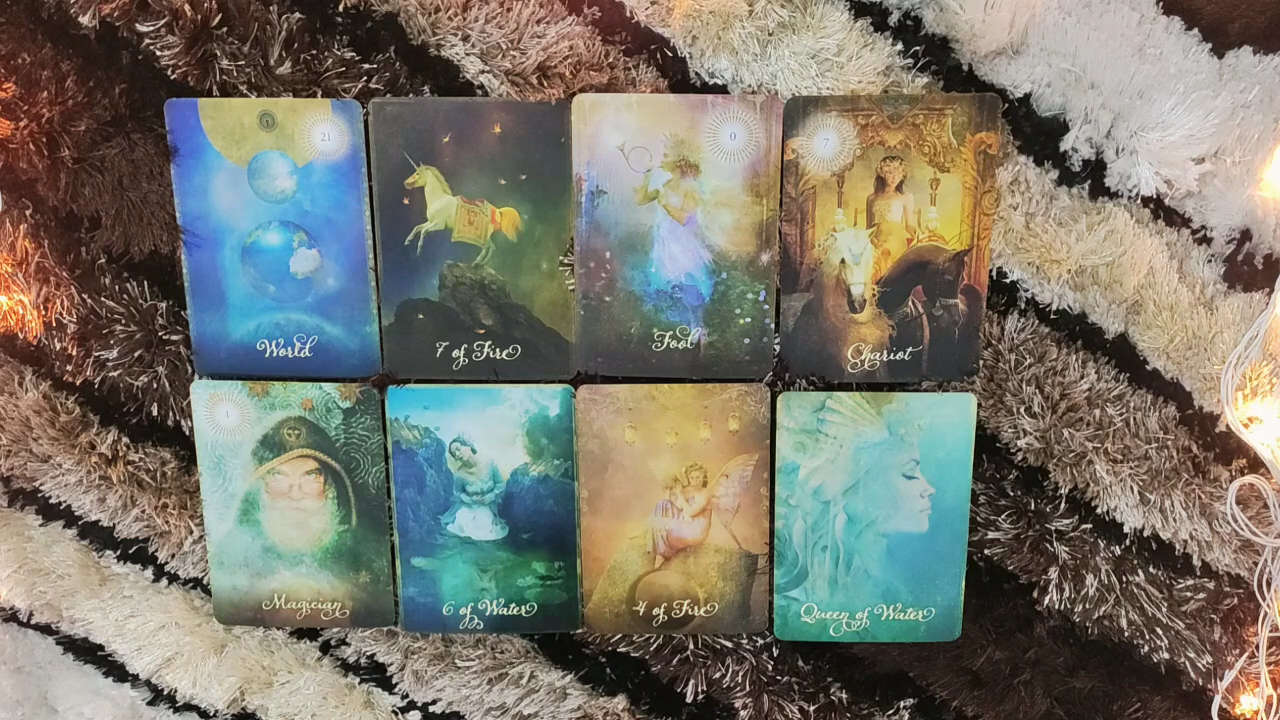 21
World
7 of Fire
0
Fool
7
Chariot
1
Magician
6 of Water
4 of Fire
Queen of Water